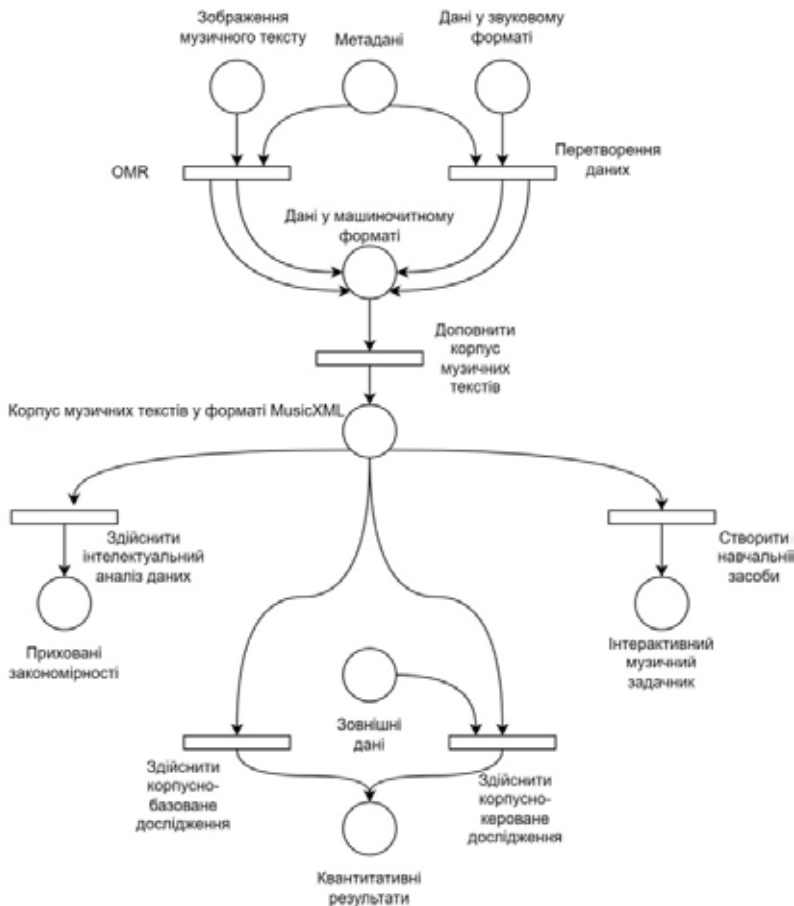 Зображення
музичного тексту
Метадані
Дані у звуковому
форматі
OMR
Перетворення
даних
Дані у машиночитному
форматі
Доповнити
корпус
музичних
текстів
Корпус музичних текстів у форматі MusicXML
Здійснити
інтелектуальний
аналіз даних
Створити
навчальнії
засоби
Приховані
закономірності
Інтерактивний
музичний
задачник
Зовнішні
дані
Здійснити
корпусно-
базоване
дослідження
Здійснити
корпусно-
кероване
дослідження
Квантитативні
результати